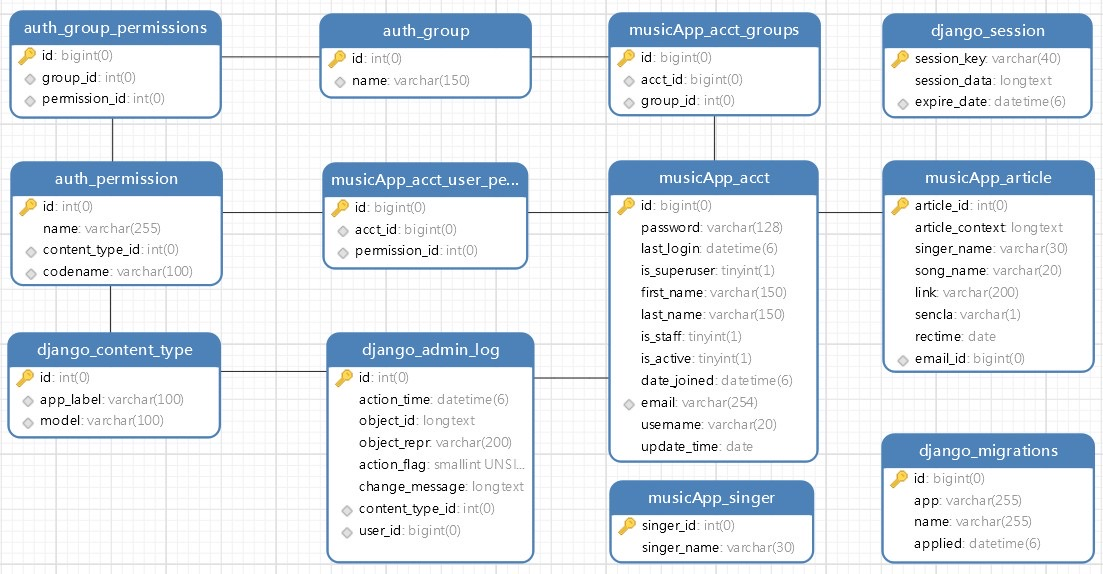 auth_group_permissions
id: bigint(0)
group_id: int(0)
permission_id: int(0)
auth_group
id: int(0)
name: varchar(150)
musicApp_acct_groups
id: bigint(0)
acct_id: bigint(0)
group_id: int(0)
django_session
session_key: varchar(40)
session_data: longtext
expire_date: datetime(6)
auth_permission
id: int(0)
name: varchar(255)
content_type_id: int(0)
codename: varchar(100)
musicApp_acct_user_pe...
id: bigint(0)
acct_id: bigint(0)
permission_id: int(0)
musicApp_acct
id: bigint(0)
password: varchar(128)
last_login: datetime(6)
is_superuser: tinyint(1)
first_name: varchar(150)
last_name: varchar(150)
is_staff: tinyint(1)
is_active: tinyint(1)
date_joined: datetime(6)
email: varchar(254)
username: varchar(20)
update_time: date
musicApp_article
article_id: int(0)
article_context: longtext
singer_name: varchar(30)
song_name: varchar(20)
link: varchar(200)
sencla: varchar(1)
rectime: date
email_id: bigint(0)
django_content_type
id: int(0)
app_label: varchar(100)
model: varchar(100)
django_admin_log
id: int(0)
action_time: datetime(6)
object_id: longtext
object_repr: varchar(200)
action_flag: smallint UNSI...
change_message: longtext
content_type_id: int(0)
user_id: bigint(0)
musicApp_singer
singer_id: int(0)
singer_name: varchar(30)
django_migrations
id: bigint(0)
app: varchar(255)
name: varchar(255)
applied: datetime(6)